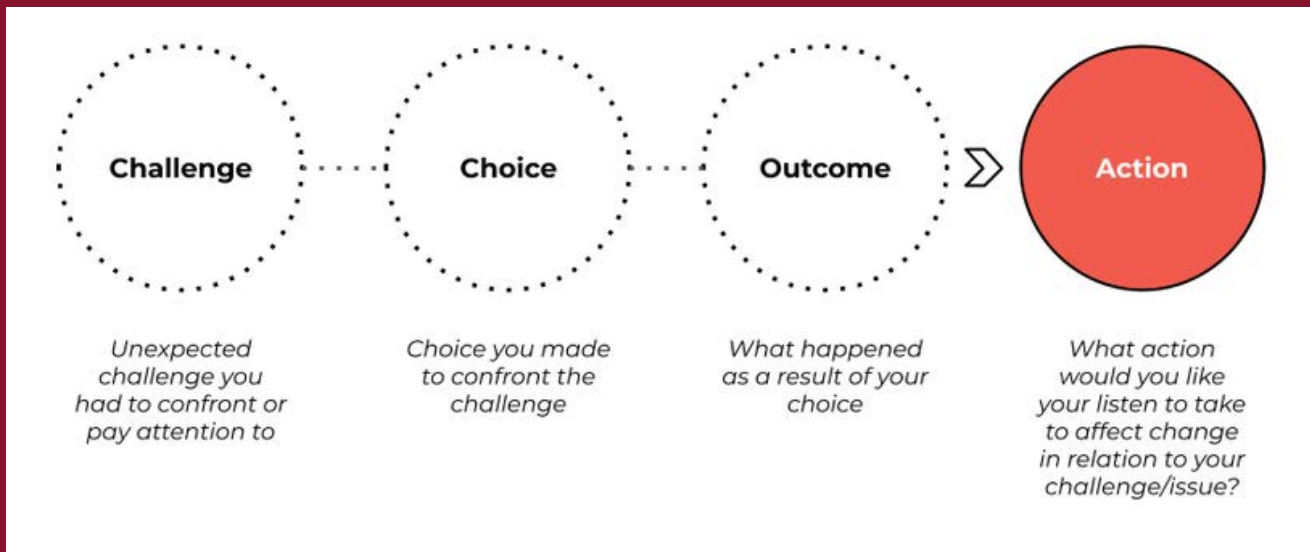 Challenge
Choice
Outcome
Action
Unexpected
challenge you
had to confront or
pay attention to
Choice you made
to confront the
challenge
What happened
as a result of your
choice
What action
would you like
your listen to take
to affect change
in relation to your
challenge/issue?